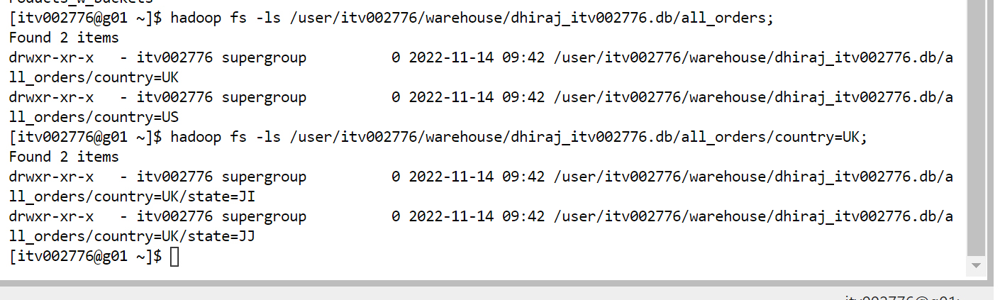 [itv002776@g01 ~]$ hadoop fs -ls /user/itv002776/warehouse/dhiraj_itv002776.db/all_orders;
Found 2 items
drwxr-xr-x   - itv002776 supergroup          0 2022-11-14 09:42 /user/itv002776/warehouse/dhiraj_itv002776.db/a
ll_orders/country=UK
drwxr-xr-x   - itv002776 supergroup          0 2022-11-14 09:42 /user/itv002776/warehouse/dhiraj_itv002776.db/a
ll_orders/country=US
[itv002776@g01 ~]$ hadoop fs -ls /user/itv002776/warehouse/dhiraj_itv002776.db/all_orders/country=UK;
Found 2 items
drwxr-xr-x   - itv002776 supergroup          0 2022-11-14 09:42 /user/itv002776/warehouse/dhiraj_itv002776.db/a
ll_orders/country=UK/state=JI
drwxr-xr-x   - itv002776 supergroup          0 2022-11-14 09:42 /user/itv002776/warehouse/dhiraj_itv002776.db/a
ll_orders/country=UK/state=JJ
[itv002776@g01 ~]$